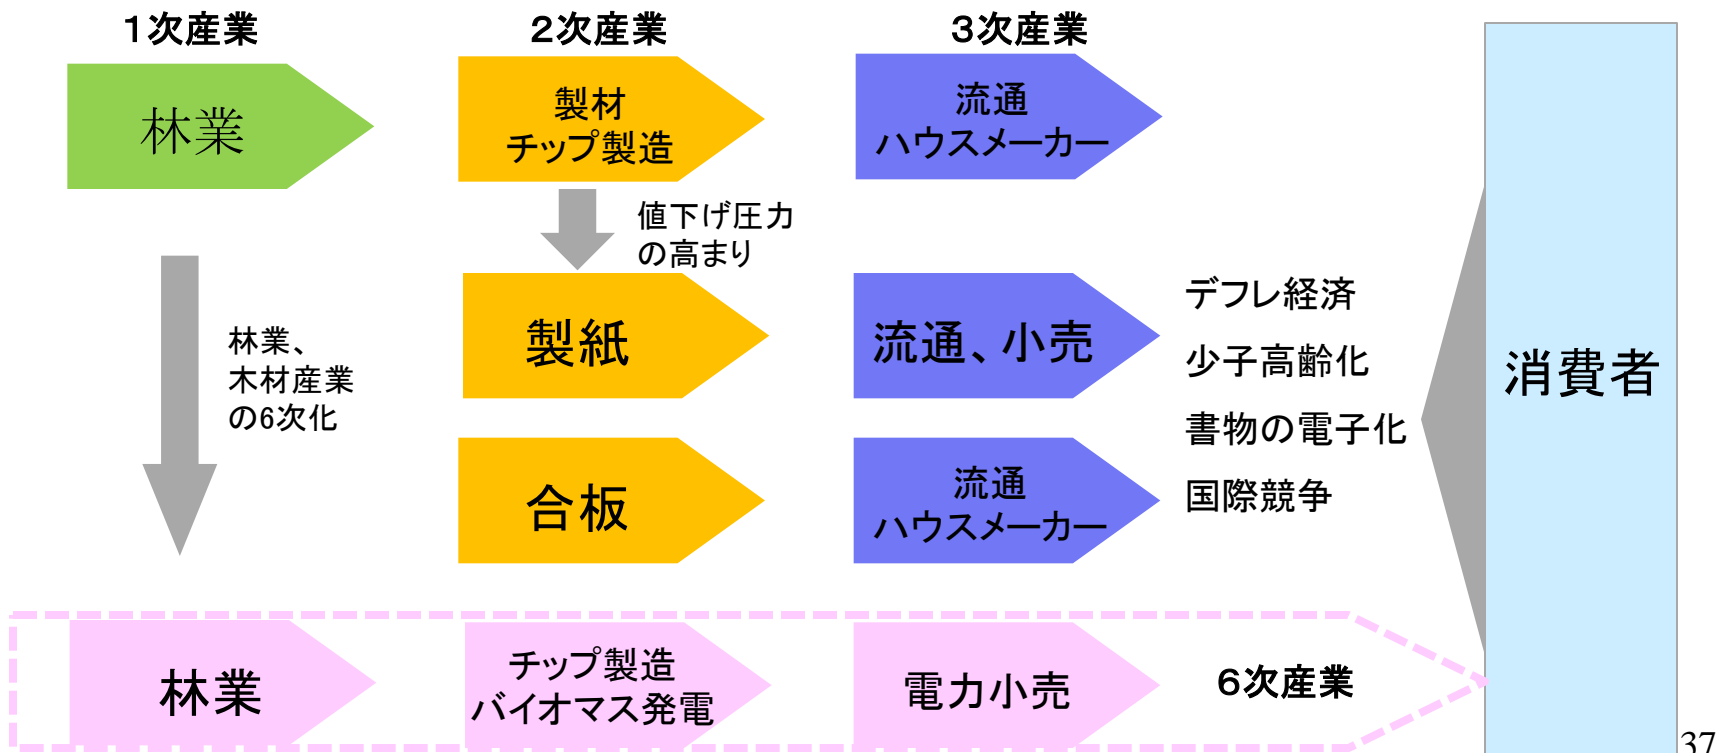 1次産業
2次産業
3次産業
林業
製材
チップ製造
流通
ハウスメーカー
値下げ圧力
の高まり
林業、
木材産業
の6次化
製紙
流通、小売
合板
流通
ハウスメーカー
デフレ経済
少子高齢化
書物の電子化
国際競争
消費者
林業
チップ製造
バイオマス発電
電力小売
6次産業
37